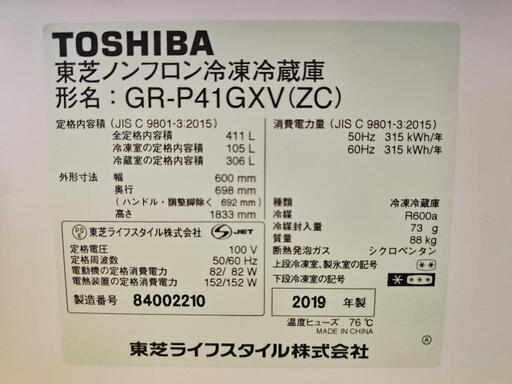 TOSHIBA
東芝ノンフロン冷凍冷蔵庫
形名：GR-P41GXV(ZC)
定格内容積 (JIS C 9801-3:2015)
全定格内容積 411 L
冷凍室の定格内容積 105 L
冷蔵室の定格内容積 306 L
外形寸法 幅 600 mm
奥行 698 mm
(ハンドル・調整脚除く 692 mm)
高さ 1833 mm
消費電力量 (JIS C 9801-3:2015)
50Hz 315 kWh/年
60Hz 315 kWh/年
種類 冷凍冷蔵庫
冷媒 R600a
冷媒封入量 73 g
質量 88 kg
断熱発泡ガス シクロペンタン
上段冷凍室、製氷室の記号 **
下段冷凍室の記号 * ***
PSE 東芝ライフスタイル株式会社 S JET
定格電圧 100 V
定格周波数 50/60 Hz
電動機の定格消費電力 82/ 82 W
電熱装置の定格消費電力 152/152 W
製造番号 84002210
2019 年製
温度ヒューズ 76℃
MADE IN CHINA
Ⓐ
東芝ライフスタイル株式会社